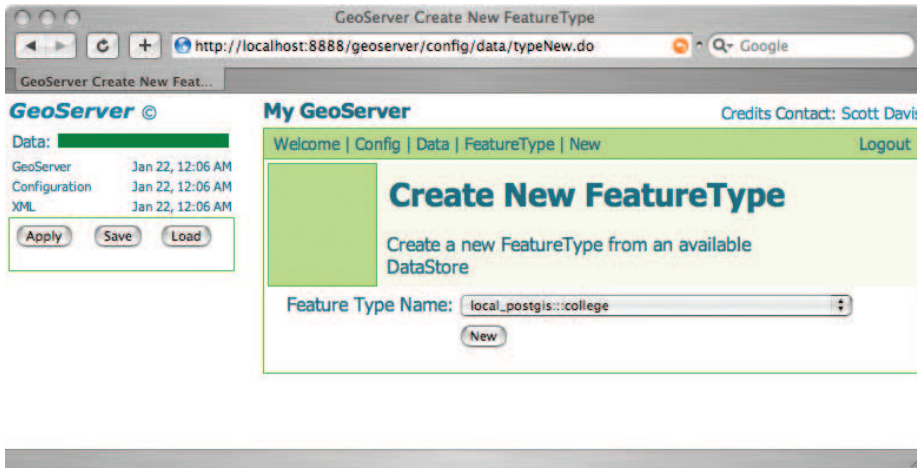 GeoServer Create New FeatureType
http://localhost:8888/geoserver/config/data/typeNew.do
Google
GeoServer Create New Feat...
GeoServer ©
My GeoServer
Credits Contact: Scott Davis
Data:
Welcome | Config | Data | FeatureType | New
Logout
GeoServer Jan 22, 12:06 AM
Configuration Jan 22, 12:06 AM
XML Jan 22, 12:06 AM
Apply Save Load
Create New FeatureType
Create a new FeatureType from an available
DataStore
Feature Type Name: local_postgis:::college
New